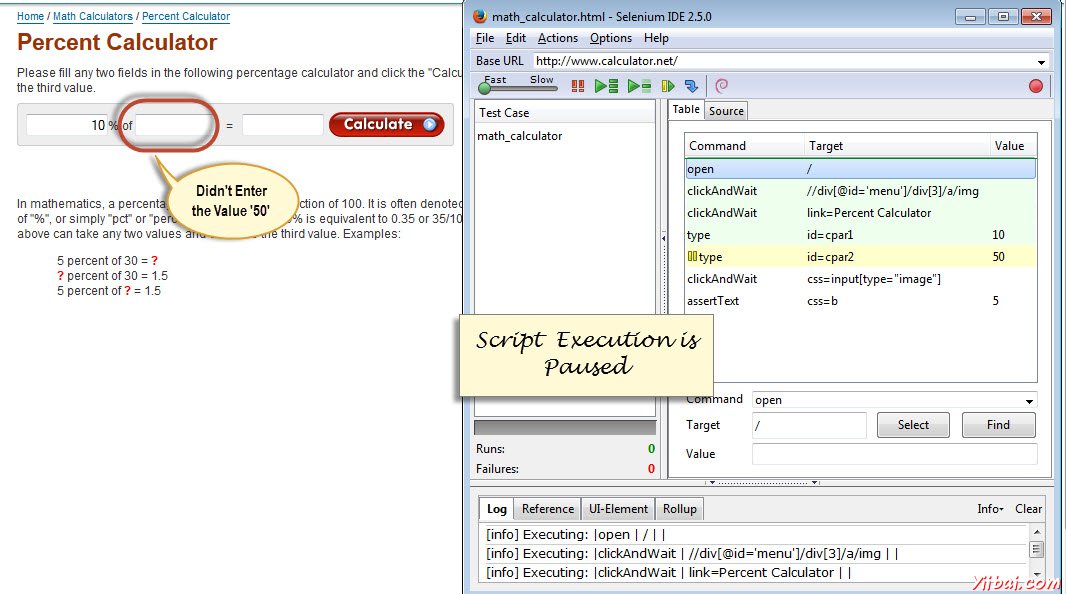 Home / Math Calculators / Percent Calculator
Percent Calculator
Please fill any two fields in the following percentage calculator and click the "Calcu
the third value.
10 % of
=
Calculate
Didn't Enter
the Value '50'
In mathematics, a percenta
ction of 100. It is often denoted
of "%", or simply "pct" or "per
% is equivalent to 0.35 or 35/10
above can take any two values
the third value. Examples:
5 percent of 30 = ?
? percent of 30 = 1.5
5 percent of ? = 1.5
math_calculator.html - Selenium IDE 2.5.0
File Edit Actions Options Help
Base URL http://www.calculator.net/
Fast Slow
Test Case
math_calculator
Table Source
Command Target Value
open /
clickAndWait //div[@id='menu']/div[3]/a/img
clickAndWait link=Percent Calculator
type id=cpar1 10
type id=cpar2 50
clickAndWait css=input[type="image"]
assertText css=b 5
Script Execution is
Paused
Command open
Target / Select Find
Value
Runs: 0
Failures: 0
Log Reference UI-Element Rollup Info Clear
[info] Executing: |open | / | |
[info] Executing: |clickAndWait | //div[@id='menu']/div[3]/a/img | |
[info] Executing: |clickAndWait | link=Percent Calculator | |
Yiibai.com